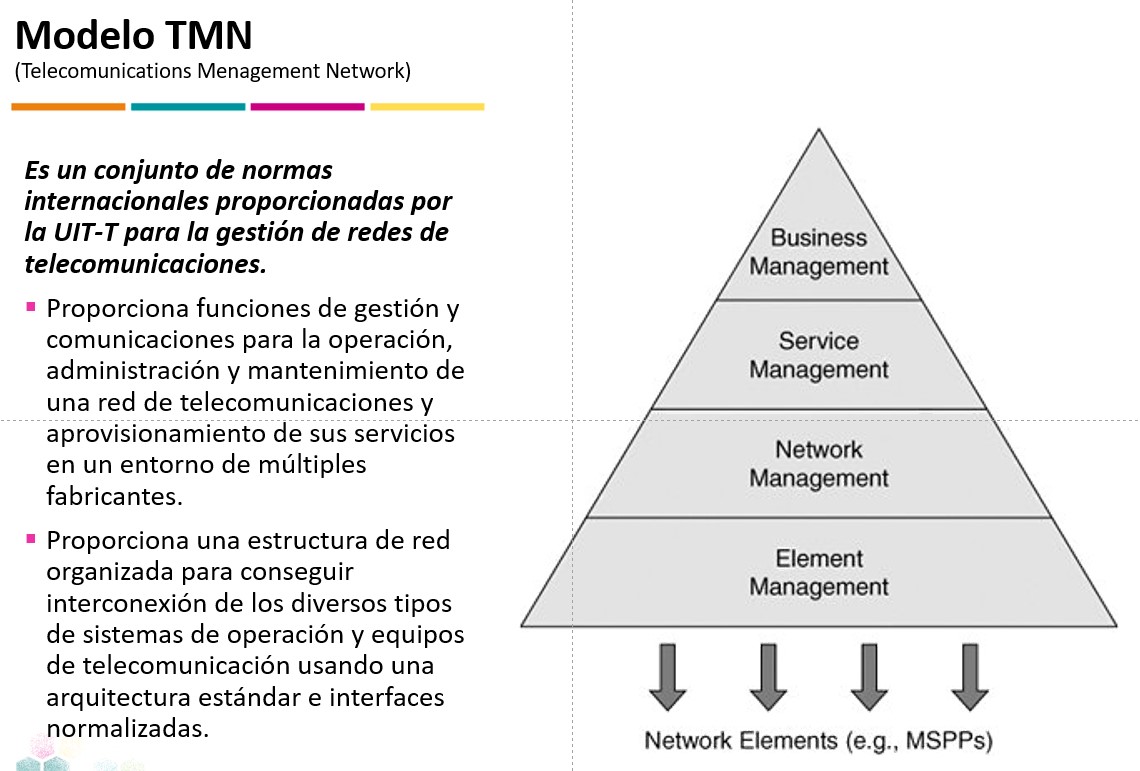 Modelo TMN
(Telecomunications Menagement Network)
Es un conjunto de normas
internacionales proporcionadas por
la UIT-T para la gestión de redes de
telecomunicaciones.
Proporciona funciones de gestión y
comunicaciones para la operación,
administración y mantenimiento de
una red de telecomunicaciones y
aprovisionamiento de sus servicios
en un entorno de múltiples
fabricantes.
Proporciona una estructura de red
organizada para conseguir
interconexión de los diversos tipos
de sistemas de operación y equipos
de telecomunicación usando una
arquitectura estándar e interfaces
normalizadas.
Business
Management
Service
Management
Network
Management
Element
Management
Network Elements (e.g., MSPPs)